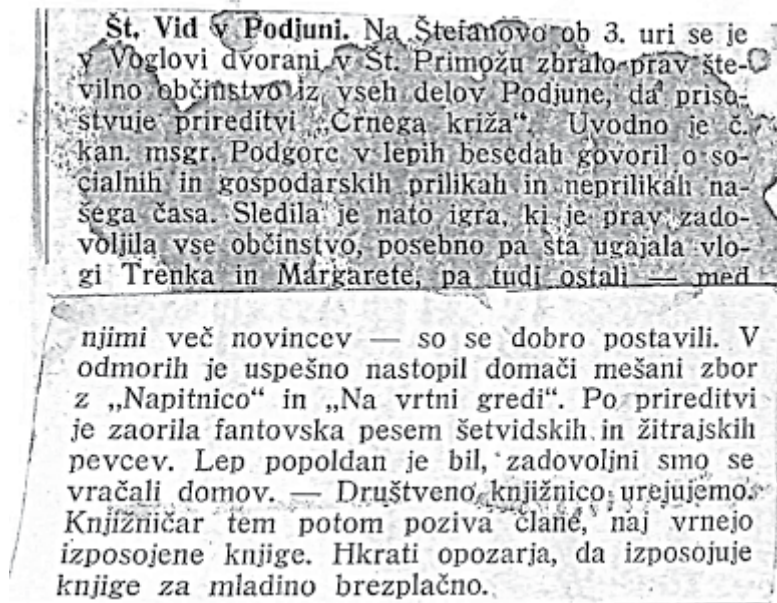 Št. Vid v Podjuni. Na Štefanovo ob 3. uri se je
v Voglovi dvorani v Št. Primožu zbralo prav šte-
vilno občinstvo iz vseh delov Podjune, da priso-
stvuje prireditvi „Črnega križa“. Uvodno je č.
kan. msgr. Podgorc v lepih besedah govoril o so-
cialnih in gospodarskih prilikah in neprilikah na-
šega časa. Sledila je nato igra, ki je prav zado-
voljila vse občinstvo, posebno pa sta ugajala vlo-
gi Trenka in Margarete, pa tudi ostali — med
njimi več novincev — so se dobro postavili. V
odmorih je uspešno nastopil domači mešani zbor
z „Napitnico“ in „Na vrtni gredi“. Po prireditvi
je zaorila fantovska pesem šetvidskih in žitrajskih
pevcev. Lep popoldan je bil, zadovoljni smo se
vračali domov. — Društveno knjižnico urejujemo.
Knjižničar tem potom poziva člane, naj vrnejo
izposojene knjige. Hkrati opozarja, da izposojuje
knjige za mladino brezplačno.